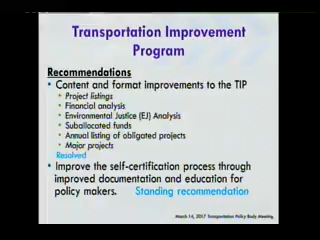 Transportation Improvement
Program
Recommendations
• Content and format improvements to the TIP
• Project listings
• Financial analysis
• Environmental Justice (EJ) Analysis
• Suballocated funds
• Annual listing of obligated projects
• Major projects
Resolved
• Improve the self-certification process through
improved documentation and education for
policy makers. Standing recommendation
March 14, 2017 Transportation Policy Body Meeting